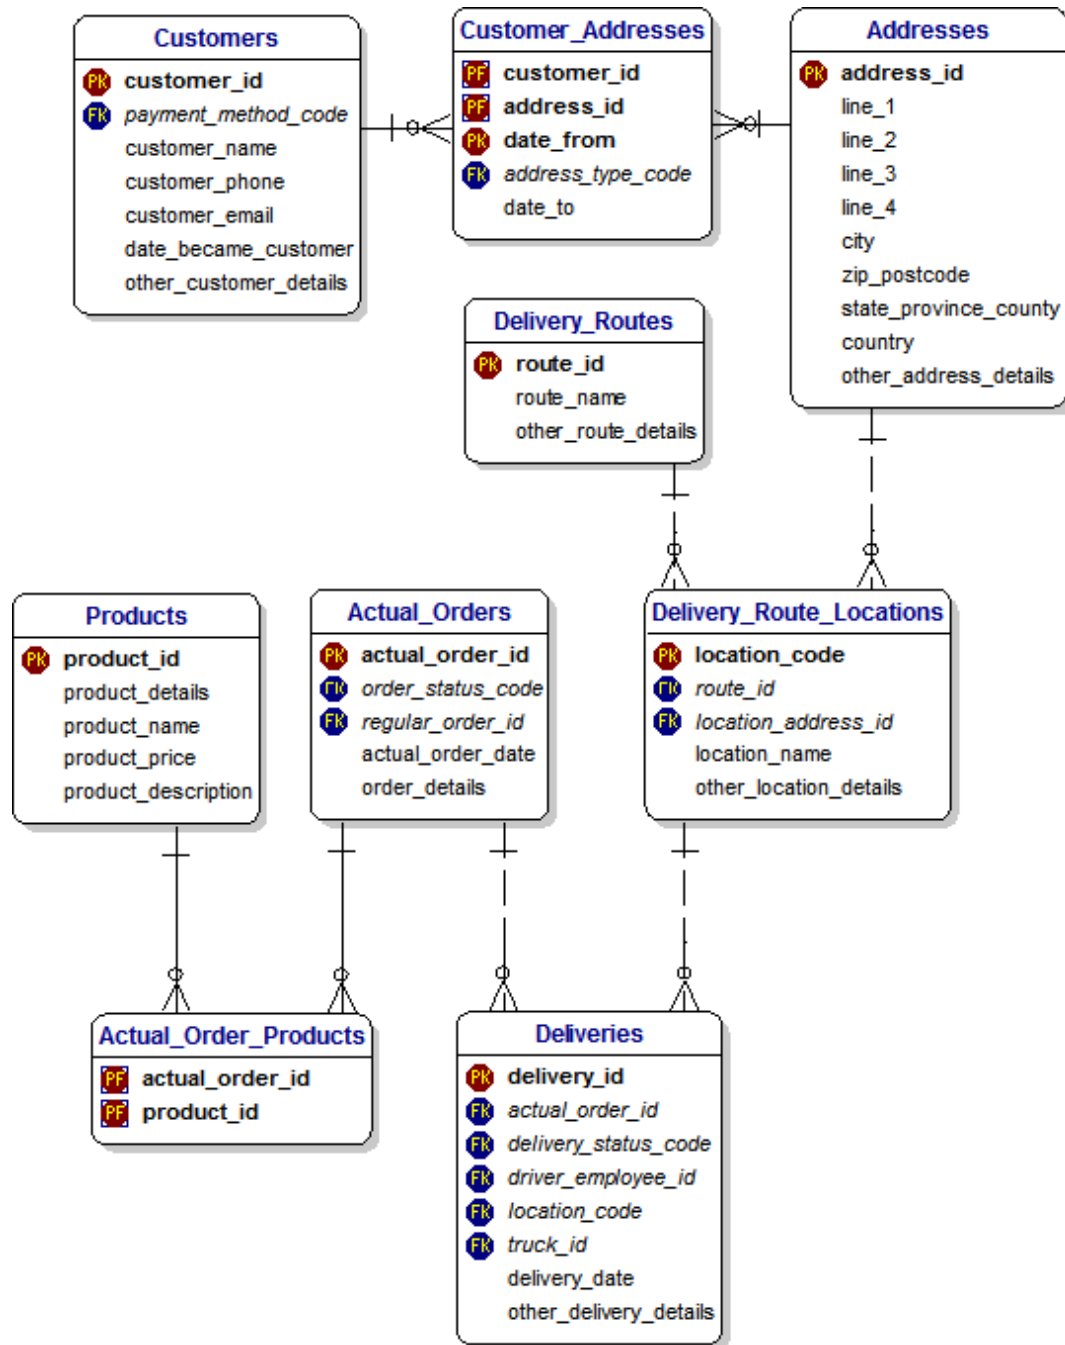 Customers
PK customer_id
FK payment_method_code
customer_name
customer_phone
customer_email
date_became_customer
other_customer_details
Customer_Addresses
PF customer_id
PF address_id
PK date_from
FK address_type_code
date_to
Addresses
PK address_id
line_1
line_2
line_3
line_4
city
zip_postcode
state_province_county
country
other_address_details
Delivery_Routes
PK route_id
route_name
other_route_details
Products
PK product_id
product_details
product_name
product_price
product_description
Actual_Orders
PK actual_order_id
FK order_status_code
FK regular_order_id
actual_order_date
order_details
Delivery_Route_Locations
PK location_code
FK route_id
FK location_address_id
location_name
other_location_details
Actual_Order_Products
PF actual_order_id
PF product_id
Deliveries
PK delivery_id
FK actual_order_id
FK delivery_status_code
FK driver_employee_id
FK location_code
FK truck_id
delivery_date
other_delivery_details